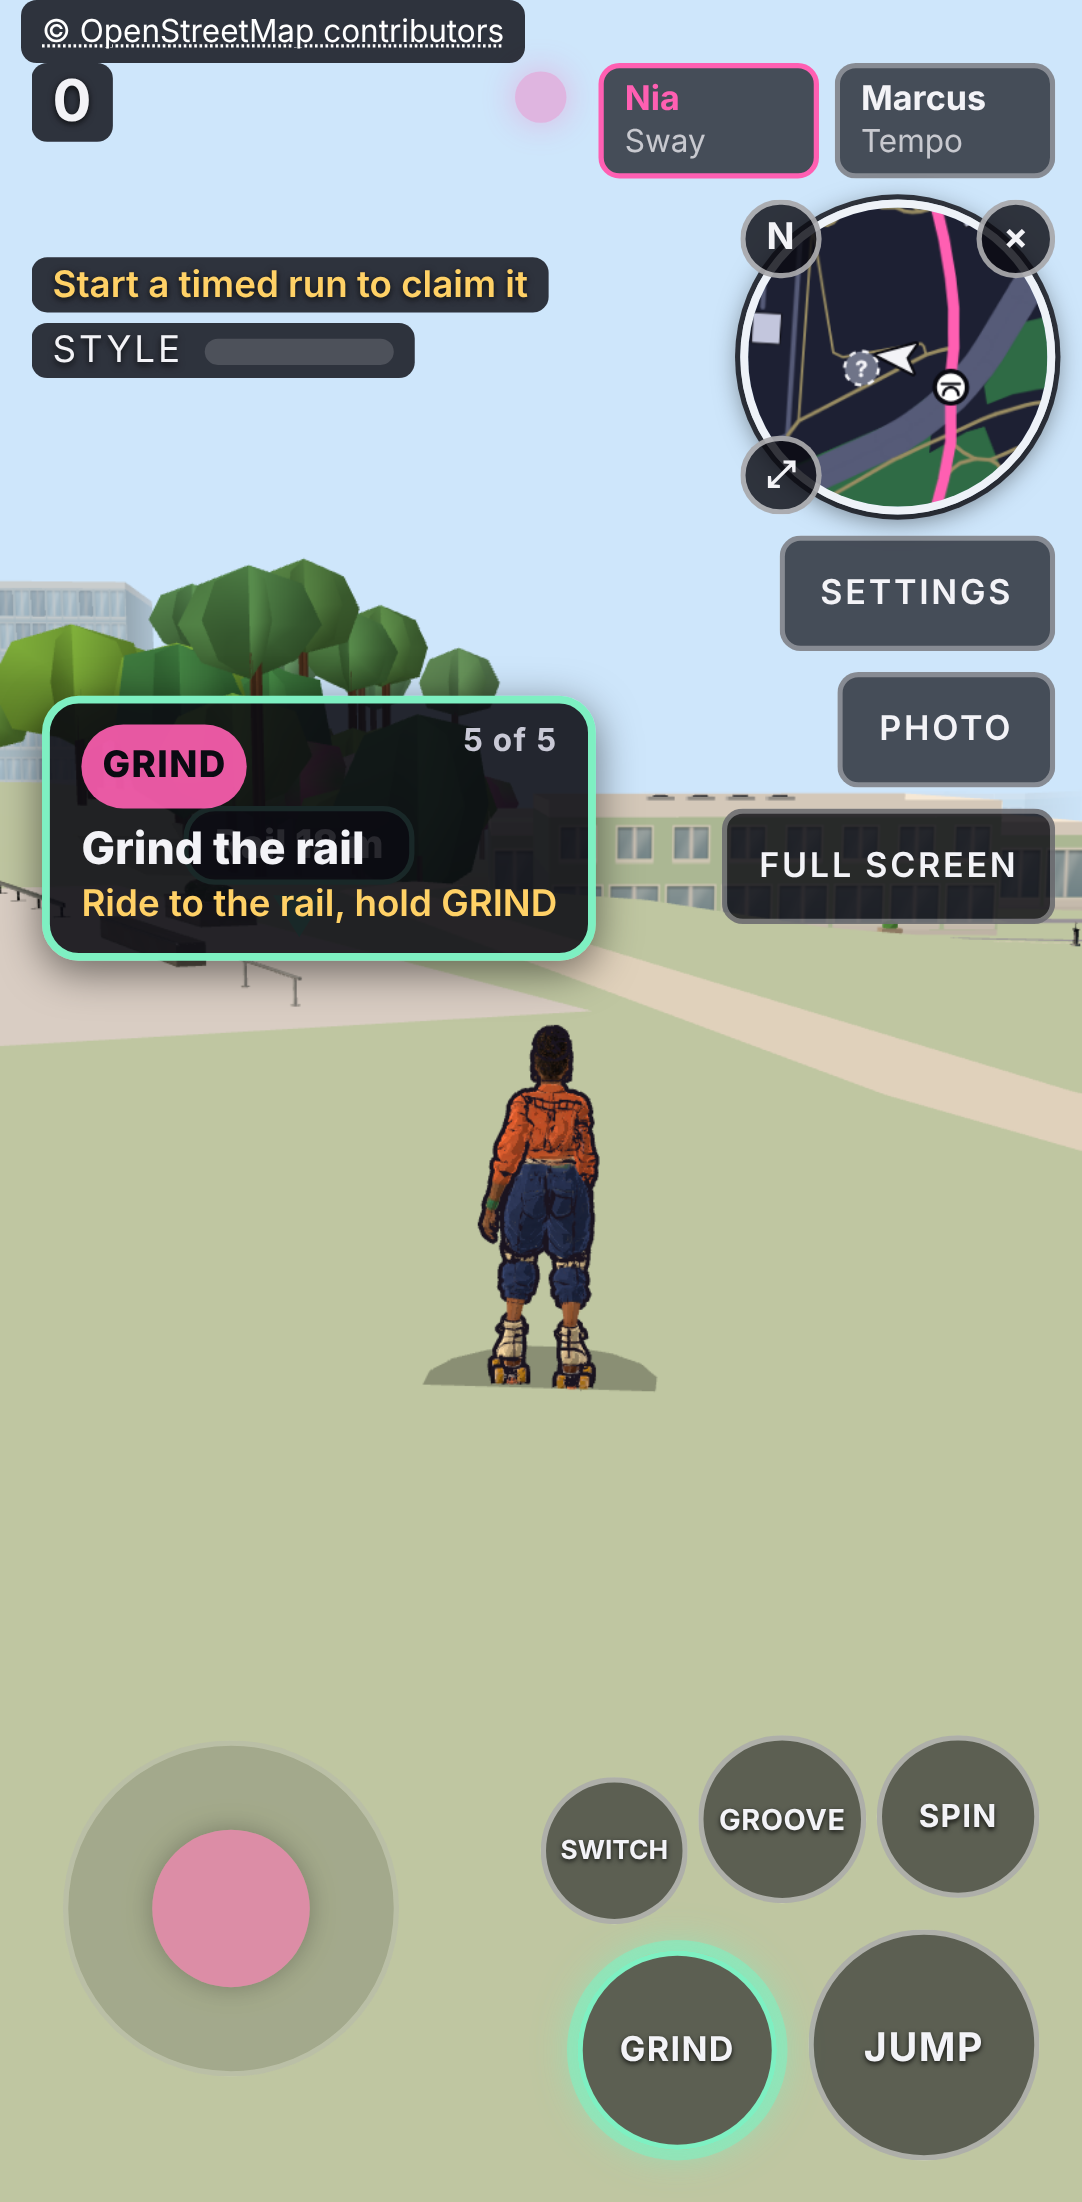 © OpenStreetMap contributors
0
Nia
Sway
Marcus
Tempo
N
×
Start a timed run to claim it
STYLE
?
SETTINGS
PHOTO
FULL SCREEN
GRIND
5 of 5
Grind the rail
Ride to the rail, hold GRIND
SWITCH
GROOVE
SPIN
GRIND
JUMP